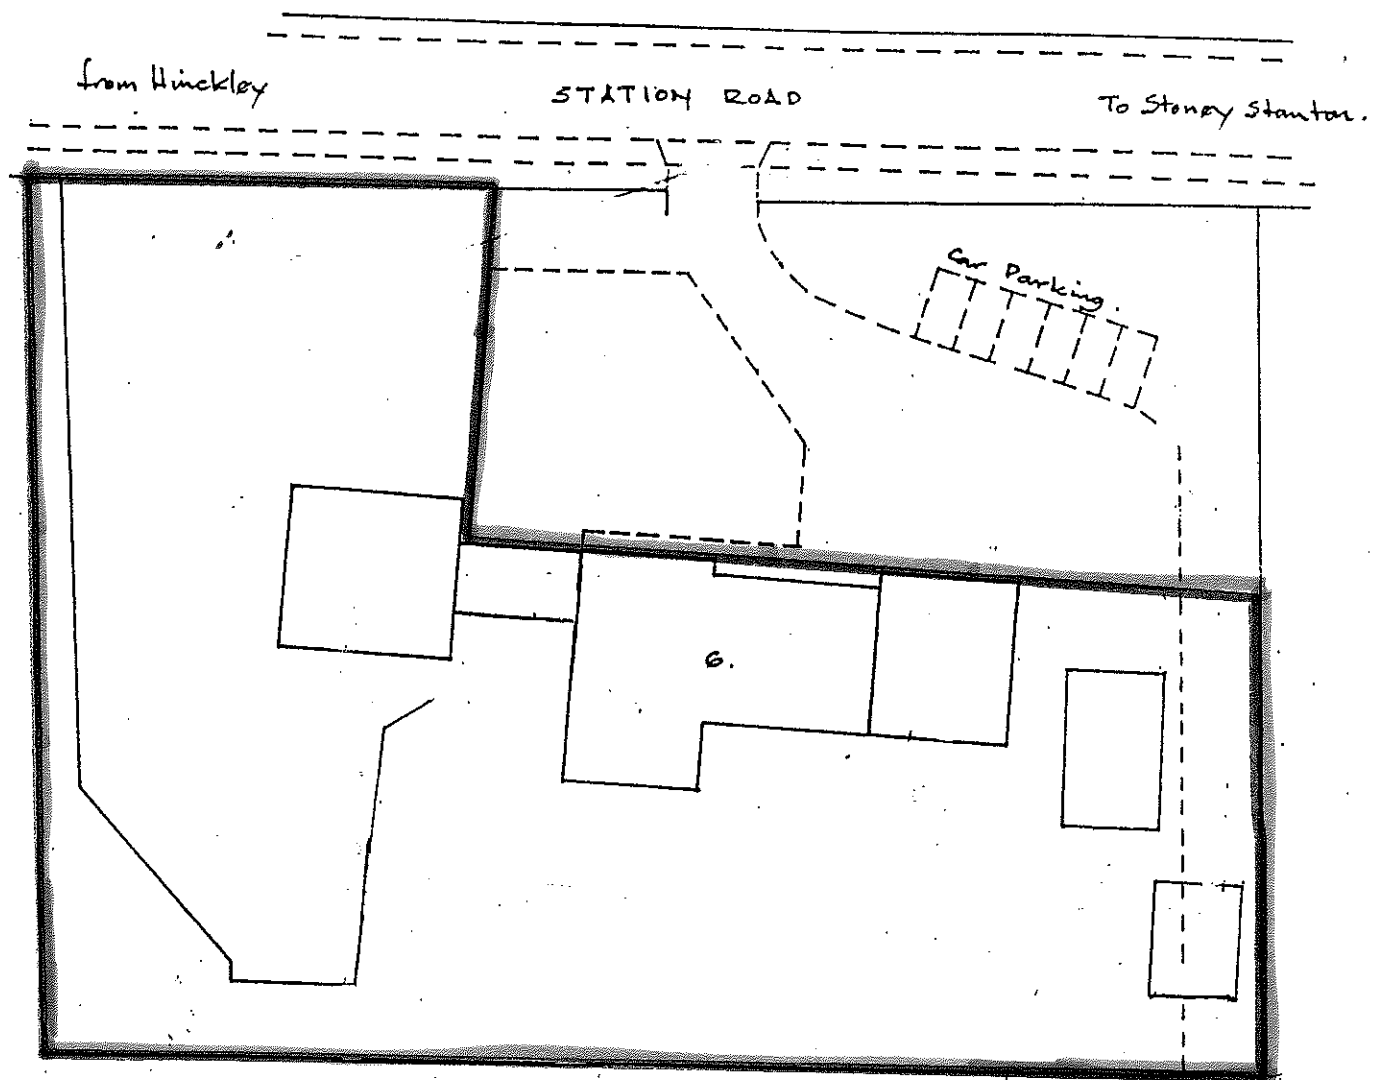 from Hinckley
STATION ROAD
To Stoney Stanton.
Car Parking.
6.